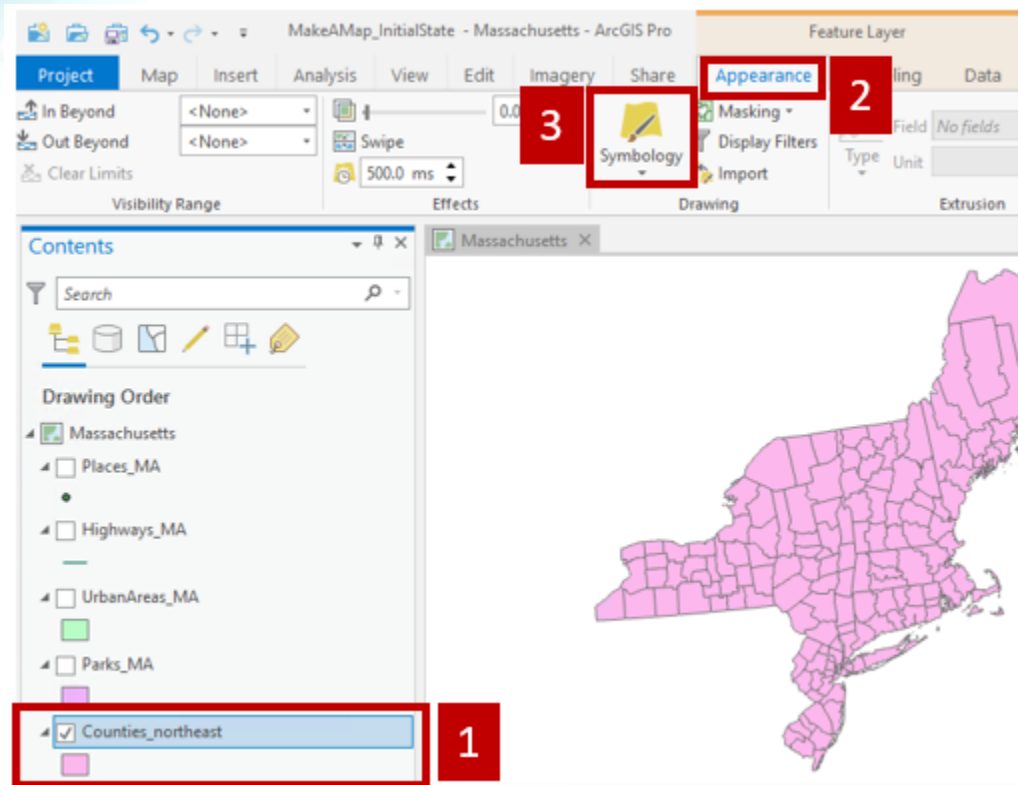 MakeAMap_InitialState - Massachusetts - ArcGIS Pro
Feature Layer
Project Map Insert Analysis View Edit Imagery Share Appearance ling Data
2
In Beyond <None> 0.0 Masking
3
Out Beyond <None> Swipe Symbology Display Filters Type Field No fields
Clear Limits 500.0 ms Import Unit
Visibility Range Effects Drawing Extrusion
Contents
Massachusetts
Search
Drawing Order
Massachusetts
Places_MA
Highways_MA
UrbanAreas_MA
Parks_MA
Counties_northeast
1